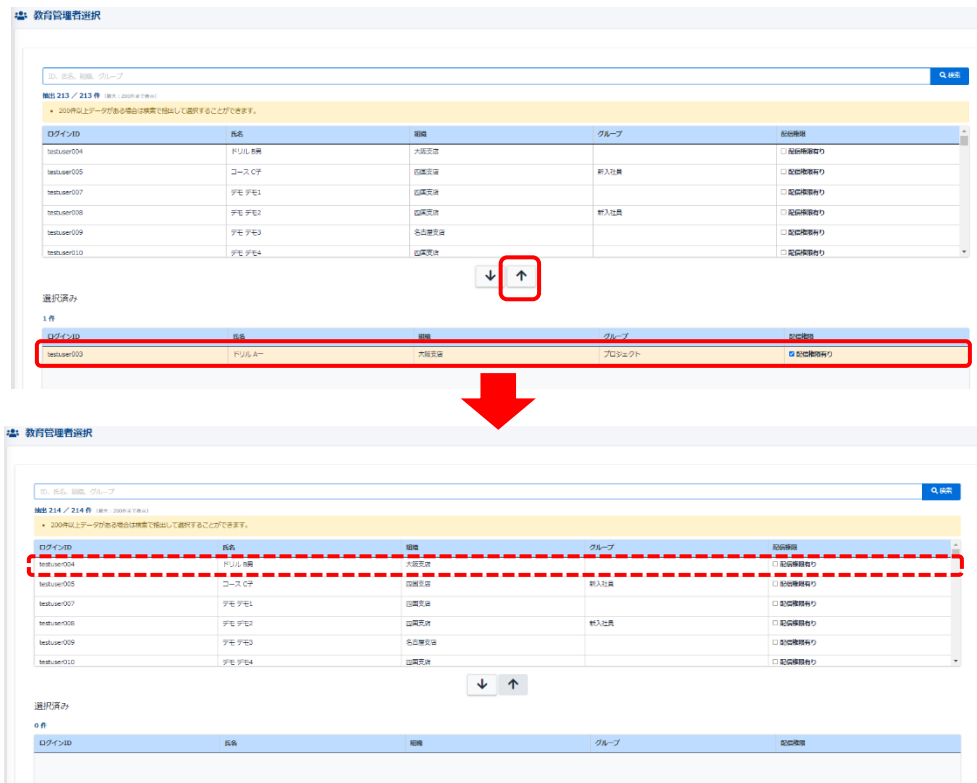 教育管理者選択
ID、氏名、組織、グループ
検索
抽出 213 ／ 213 件 (最大：200件まで表示)
• 200件以上データがある場合は検索で抽出して選択することができます。
ログインID 氏名 組織 グループ 配信権限
testuser004 ドリル B男 大阪支店 配信権限有り
testuser005 コース C子 四国支店 新入社員 配信権限有り
testuser007 デモ デモ1 四国支店 配信権限有り
testuser008 デモ デモ2 四国支店 新入社員 配信権限有り
testuser009 デモ デモ3 名古屋支店 配信権限有り
testuser010 デモ デモ4 四国支店 配信権限有り
選択済み
1 件
ログインID 氏名 組織 グループ 配信権限
testuser003 ドリル A一 大阪支店 プロジェクト 配信権限有り
教育管理者選択
ID、氏名、組織、グループ
検索
抽出 214 ／ 214 件 (最大：200件まで表示)
• 200件以上データがある場合は検索で抽出して選択することができます。
ログインID 氏名 組織 グループ 配信権限
testuser004 ドリル B男 大阪支店 配信権限有り
testuser005 コース C子 四国支店 新入社員 配信権限有り
testuser007 デモ デモ1 四国支店 配信権限有り
testuser008 デモ デモ2 四国支店 新入社員 配信権限有り
testuser009 デモ デモ3 名古屋支店 配信権限有り
testuser010 デモ デモ4 四国支店 配信権限有り
選択済み
0 件
ログインID 氏名 組織 グループ 配信権限